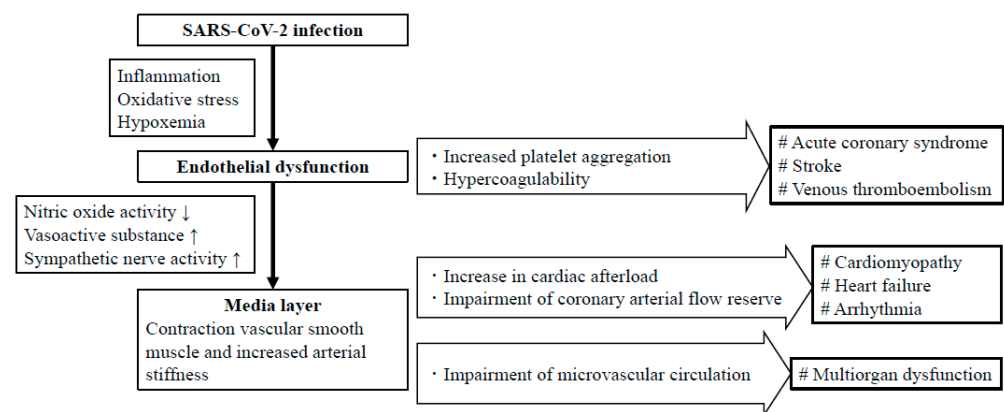 SARS-CoV-2 infection
Inflammation
Oxidative stress
Hypoxemia
Endothelial dysfunction
・Increased platelet aggregation
・Hypercoagulability
# Acute coronary syndrome
# Stroke
# Venous thromboembolism
Nitric oxide activity ↓
Vasoactive substance ↑
Sympathetic nerve activity ↑
Media layer
Contraction vascular smooth
muscle and increased arterial
stiffness
・Increase in cardiac afterload
・Impairment of coronary arterial flow reserve
# Cardiomyopathy
# Heart failure
# Arrhythmia
・Impairment of microvascular circulation
# Multiorgan dysfunction